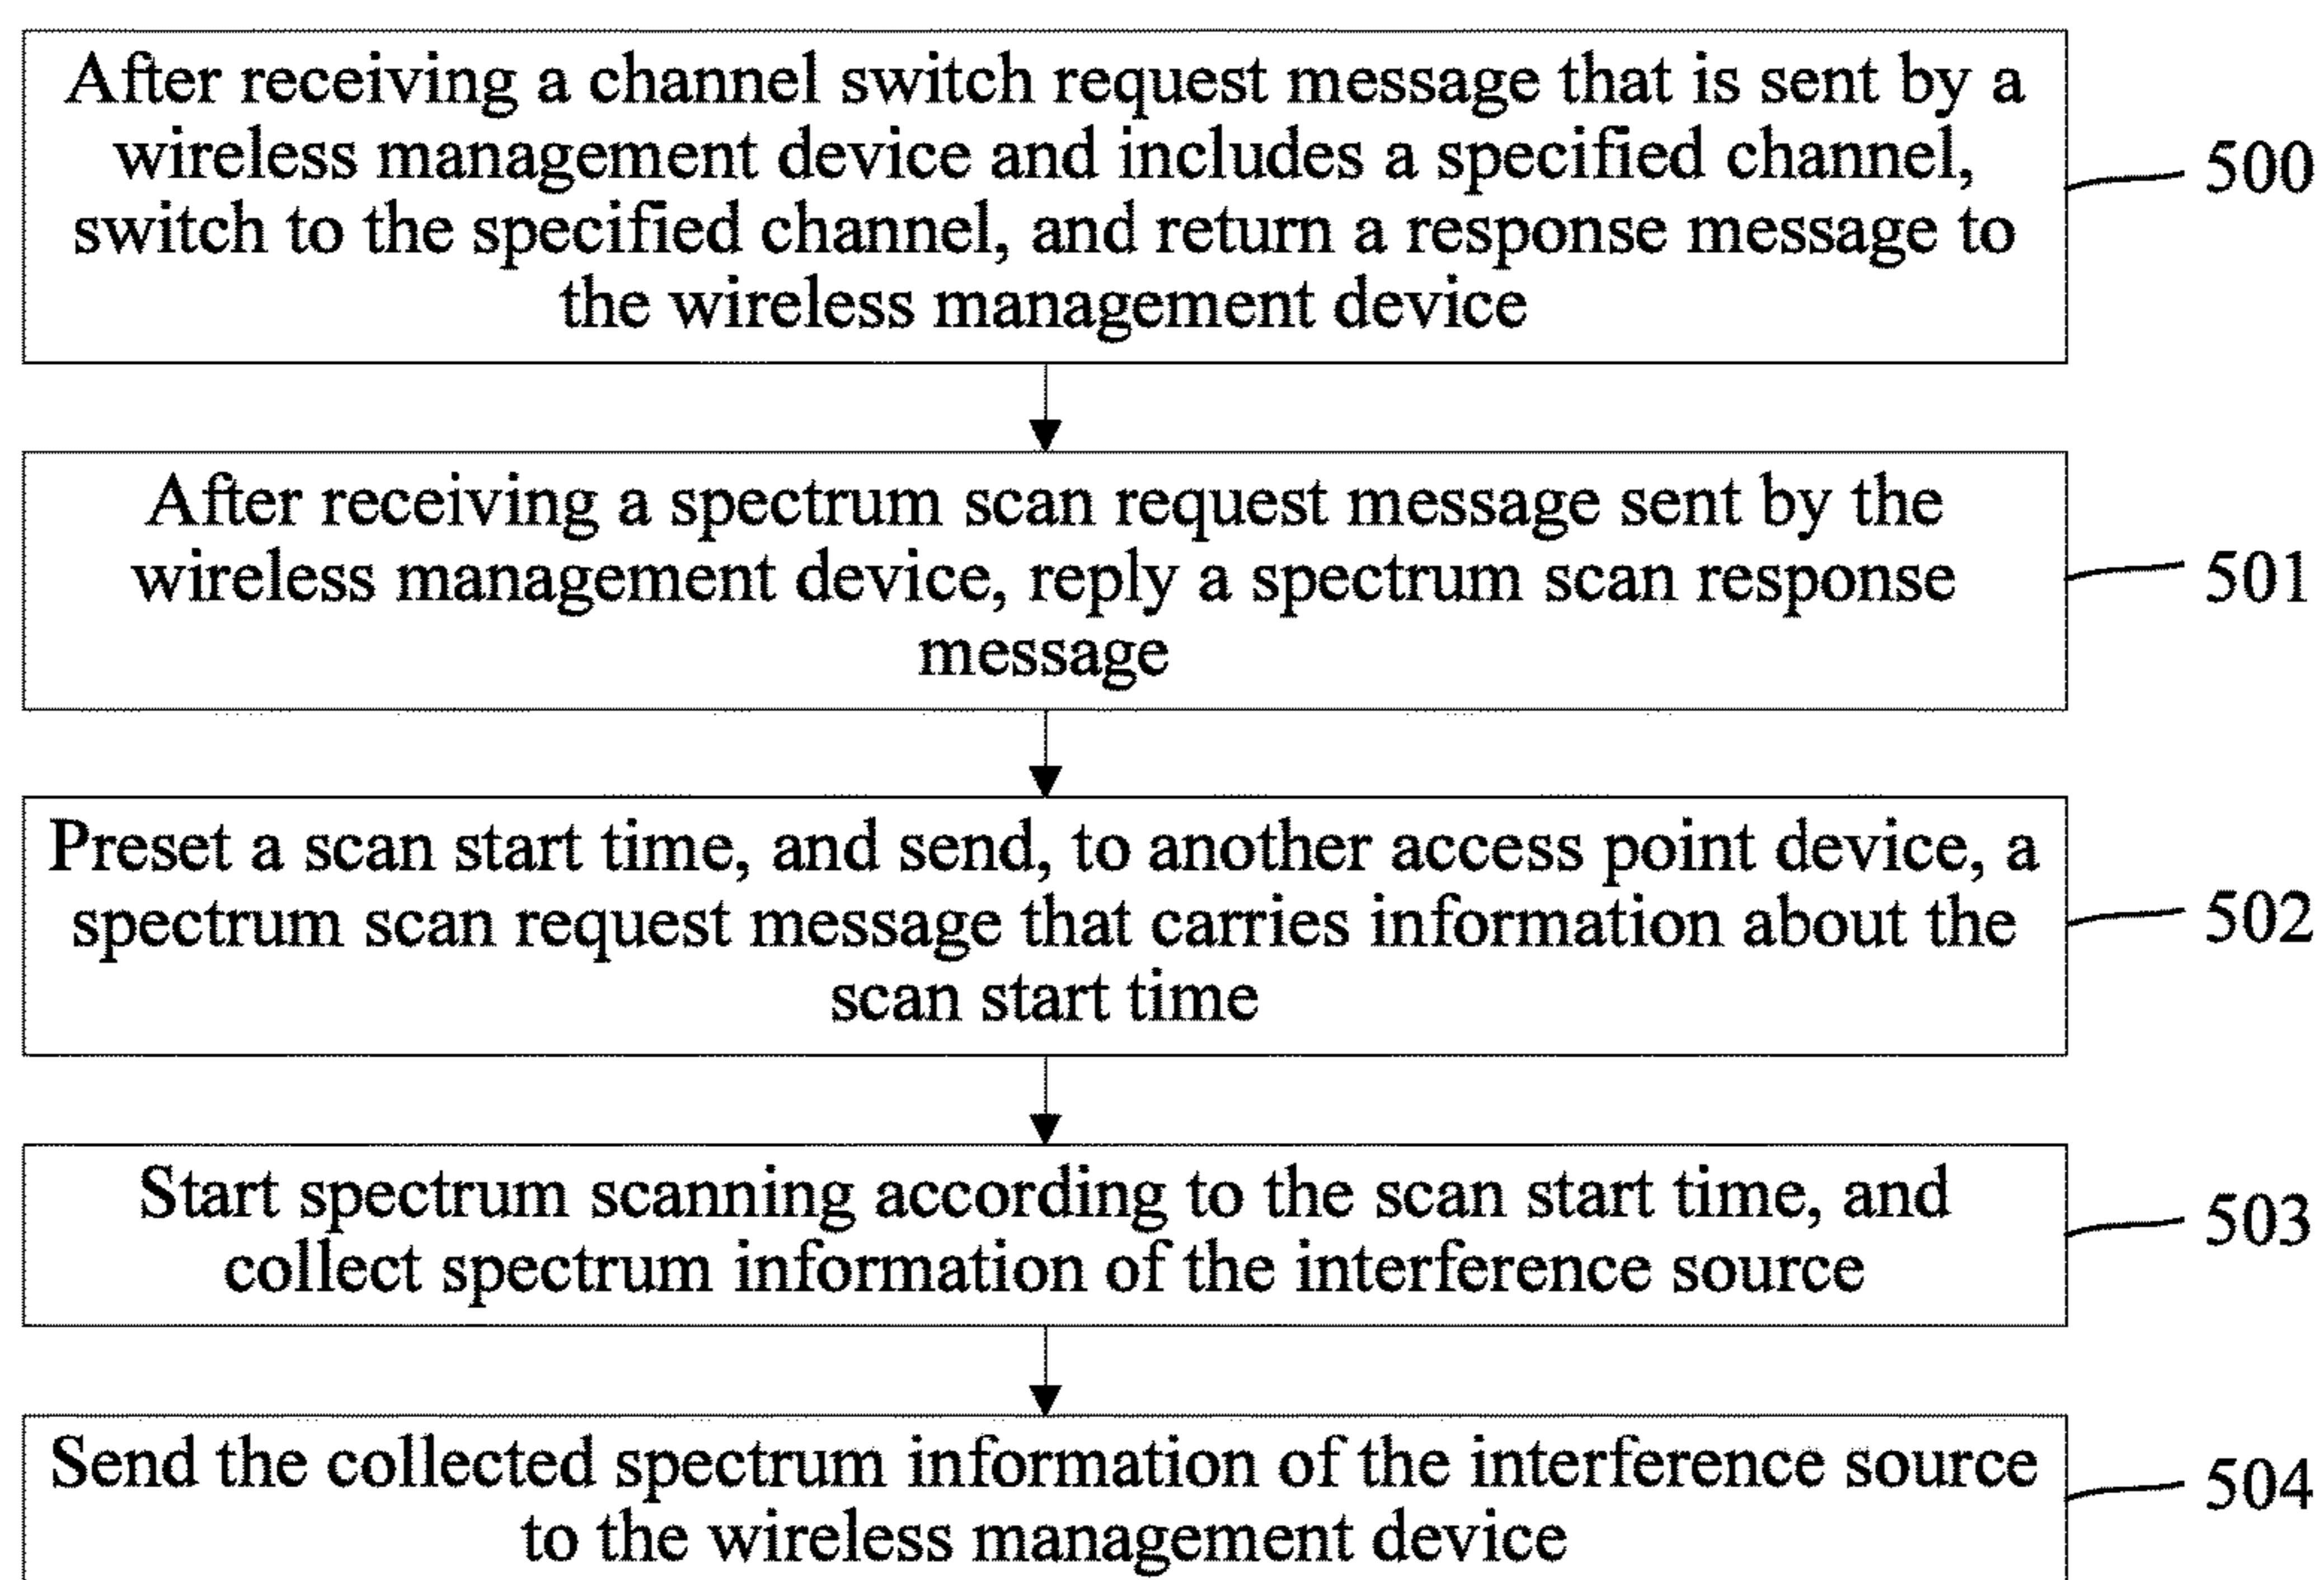 After receiving a channel switch request message that is sent by a
wireless management device and includes a specified channel,
switch to the specified channel, and return a response message to
the wireless management device
500
After receiving a spectrum scan request message sent by the
wireless management device, reply a spectrum scan response
message
501
Preset a scan start time, and send, to another access point device, a
spectrum scan request message that carries information about the
scan start time
502
Start spectrum scanning according to the scan start time, and
collect spectrum information of the interference source
503
Send the collected spectrum information of the interference source
to the wireless management device
504